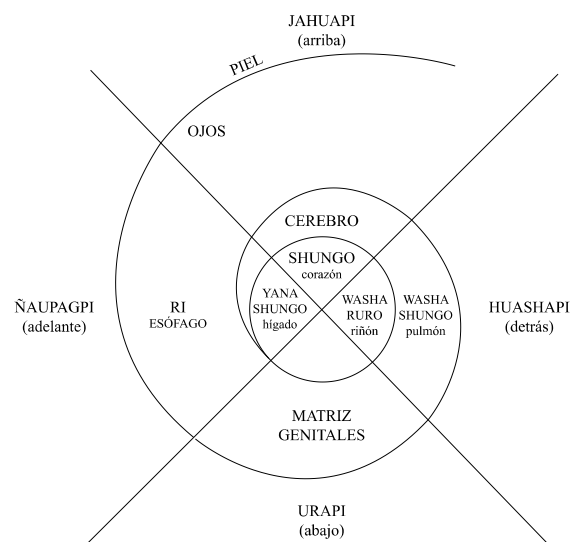 JAHUAPI
(arriba)
PIEL
OJOS
CEREBRO
SHUNGO
corazón
YANA
SHUNGO
hígado
WASHA
RURO
riñón
WASHA
SHUNGO
pulmón
ÑAUPAGPI
(adelante)
RI
ESÓFAGO
HUASHAPI
(detrás)
MATRIZ
GENITALES
URAPI
(abajo)